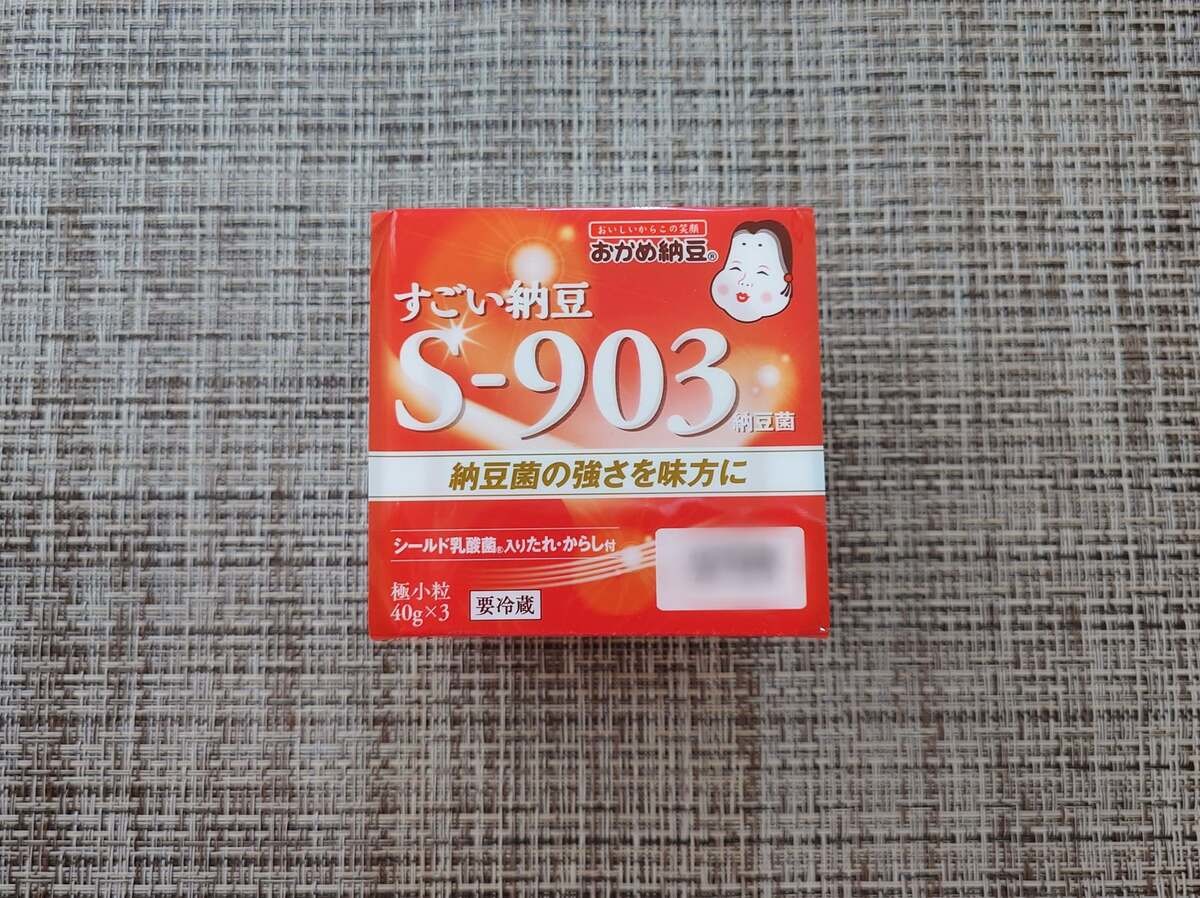 おいしいからこの笑顔
おかめ納豆®
すごい納豆
S-903
納豆菌
納豆菌の強さを味方に
シールド乳酸菌®入りたれ・からし付
極小粒
40g×3
要冷蔵